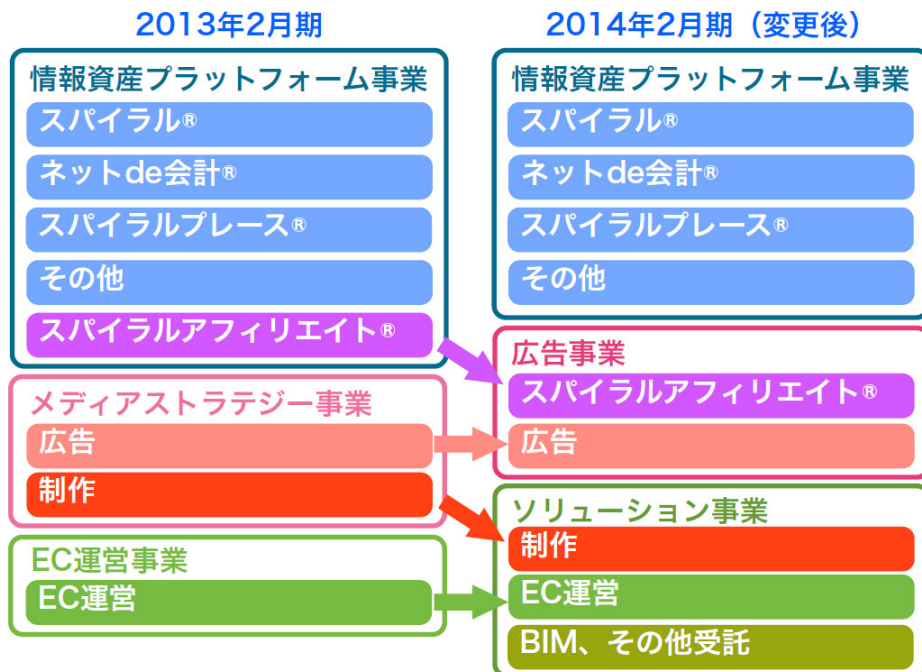 2013年2月期
情報資産プラットフォーム事業
スパイラル®
ネットde会計®
スパイラルプレース®
その他
スパイラルアフィリエイト®
メディアストラテジー事業
広告
制作
EC運営事業
EC運営
2014年2月期（変更後）
情報資産プラットフォーム事業
スパイラル®
ネットde会計®
スパイラルプレース®
その他
広告事業
スパイラルアフィリエイト®
広告
ソリューション事業
制作
EC運営
BIM、その他受託